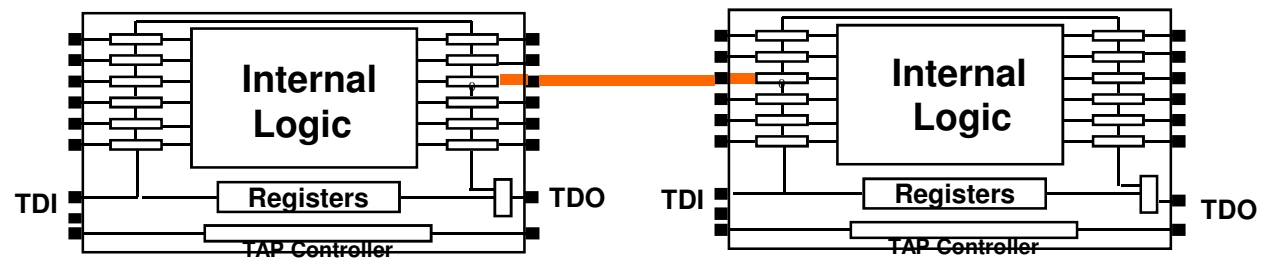 Internal
Logic
Registers
TDI
TDO
TAP Controller
Internal
Logic
Registers
TDI
TDO
TAP Controller